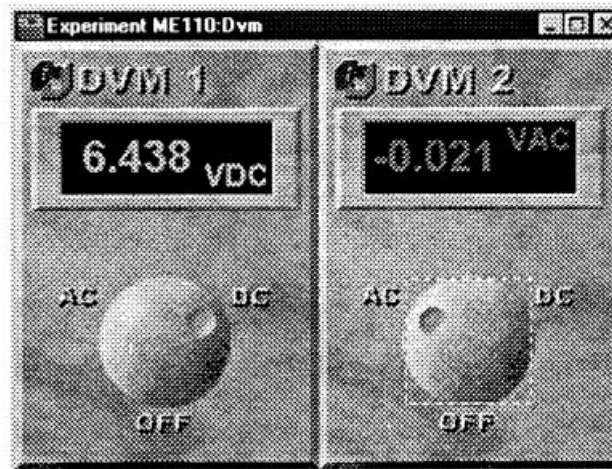 Experiment ME110:Dvm
DVM 1
6.438 VDC
AC DC
OFF
DVM 2
-0.021 VAC
AC DC
OFF